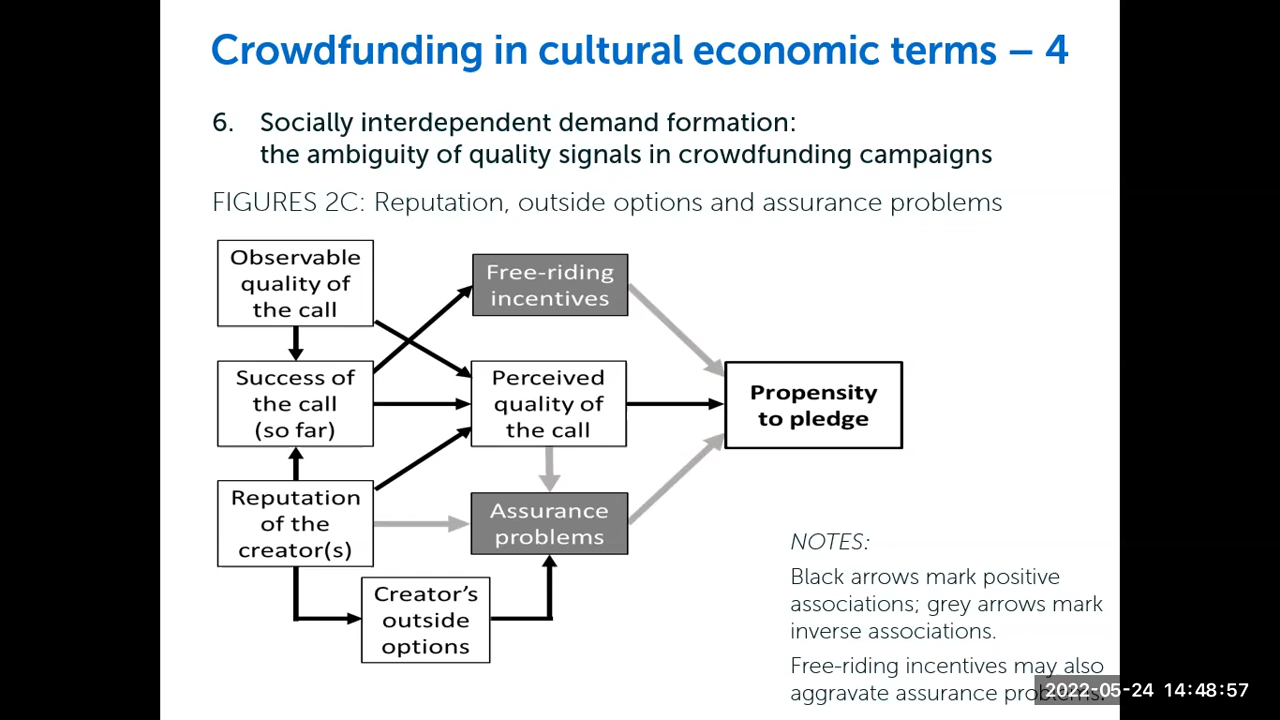 Crowdfunding in cultural economic terms – 4
6. Socially interdependent demand formation:
the ambiguity of quality signals in crowdfunding campaigns
FIGURES 2C: Reputation, outside options and assurance problems
Observable
quality of
the call
Free-riding
incentives
Success of
the call
(so far)
Perceived
quality of
the call
Propensity
to pledge
Reputation
of the
creator(s)
Assurance
problems
Creator's
outside
options
NOTES:
Black arrows mark positive
associations; grey arrows mark
inverse associations.
Free-riding incentives may also
aggravate assurance problems.
2022-05-24 14:48:57